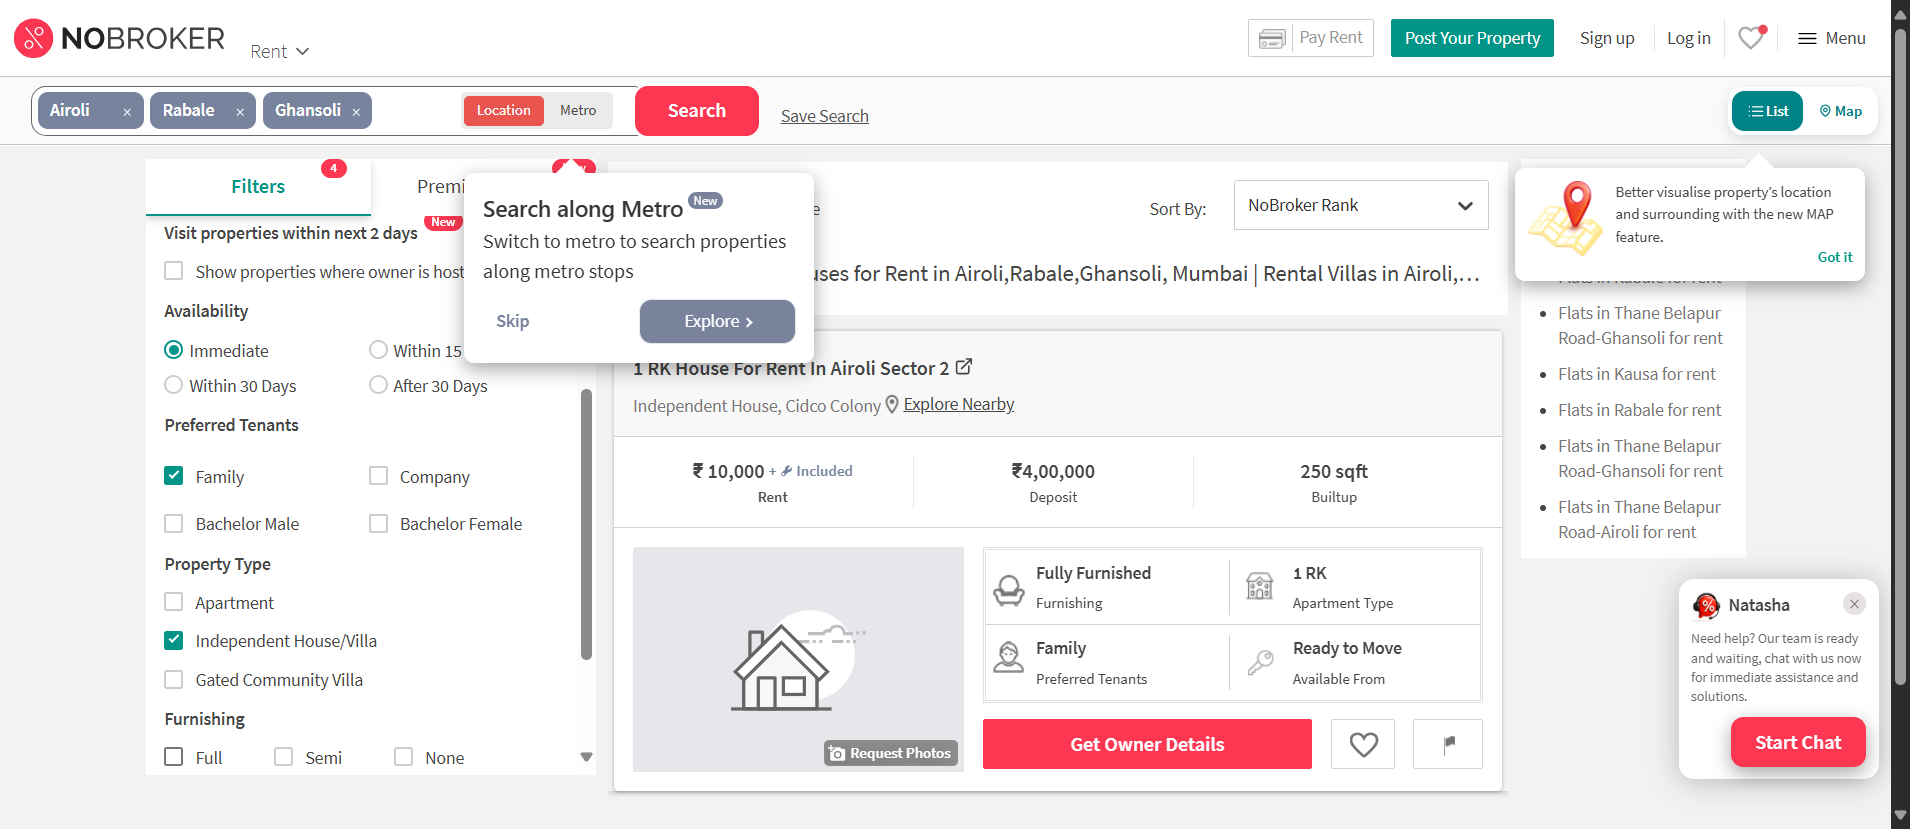 NOBROKER
Rent
Pay Rent
Post Your Property
Sign up
Log in
Menu
Airoli ×
Rabale ×
Ghansoli ×
Location
Metro
Search
Save Search
List
Map
Filters
4
Premi
Visit properties within next 2 days
New
Show properties where owner is host
Availability
Immediate
Within 15
Within 30 Days
After 30 Days
Preferred Tenants
Family
Company
Bachelor Male
Bachelor Female
Property Type
Apartment
Independent House/Villa
Gated Community Villa
Furnishing
Full
Semi
None
Search along Metro
New
Switch to metro to search properties
along metro stops
Skip
Explore >
Sort By:
NoBroker Rank
uses for Rent in Airoli,Rabale,Ghansoli, Mumbai | Rental Villas in Airoli,...
1 RK House For Rent In Airoli Sector 2
Independent House, Cidco Colony
Explore Nearby
₹ 10,000 + Included
Rent
₹4,00,000
Deposit
250 sqft
Builtup
Request Photos
Fully Furnished
Furnishing
1 RK
Apartment Type
Family
Preferred Tenants
Ready to Move
Available From
Get Owner Details
Better visualise property's location
and surrounding with the new MAP
feature.
Got it
Flats in Rabale for rent
Flats in Thane Belapur
Road-Ghansoli for rent
Flats in Kausa for rent
Flats in Rabale for rent
Flats in Thane Belapur
Road-Ghansoli for rent
Flats in Thane Belapur
Road-Airoli for rent
Natasha
Need help? Our team is ready
and waiting, chat with us now
for immediate assistance and
solutions.
Start Chat